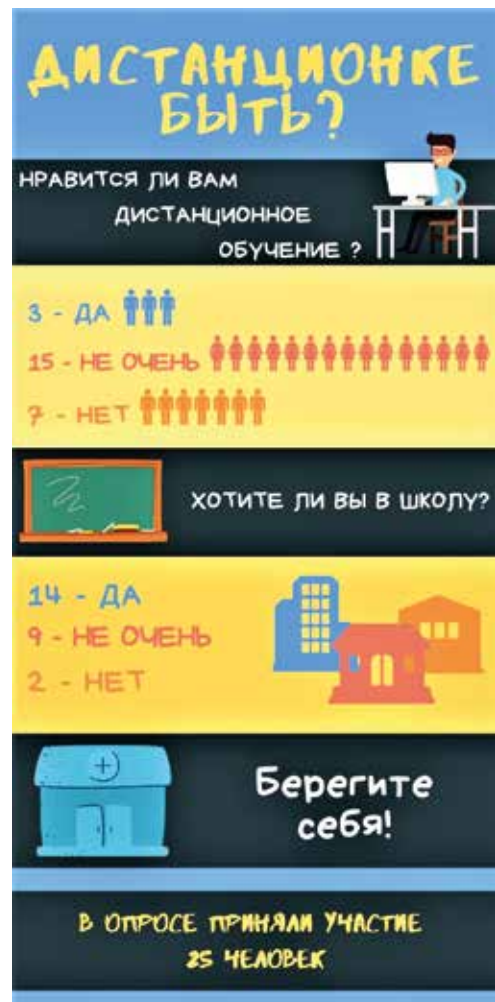 ДИСТАНЦИОНКЕ
БЫТЬ?
НРАВИТСЯ ЛИ ВАМ
ДИСТАНЦИОННОЕ
ОБУЧЕНИЕ ?
3 - ДА
15 - НЕ ОЧЕНЬ
7 - НЕТ
ХОТИТЕ ЛИ ВЫ В ШКОЛУ?
14 - ДА
9 - НЕ ОЧЕНЬ
2 - НЕТ
Берегите
себя!
В ОПРОСЕ ПРИНЯЛИ УЧАСТИЕ
25 ЧЕЛОВЕК